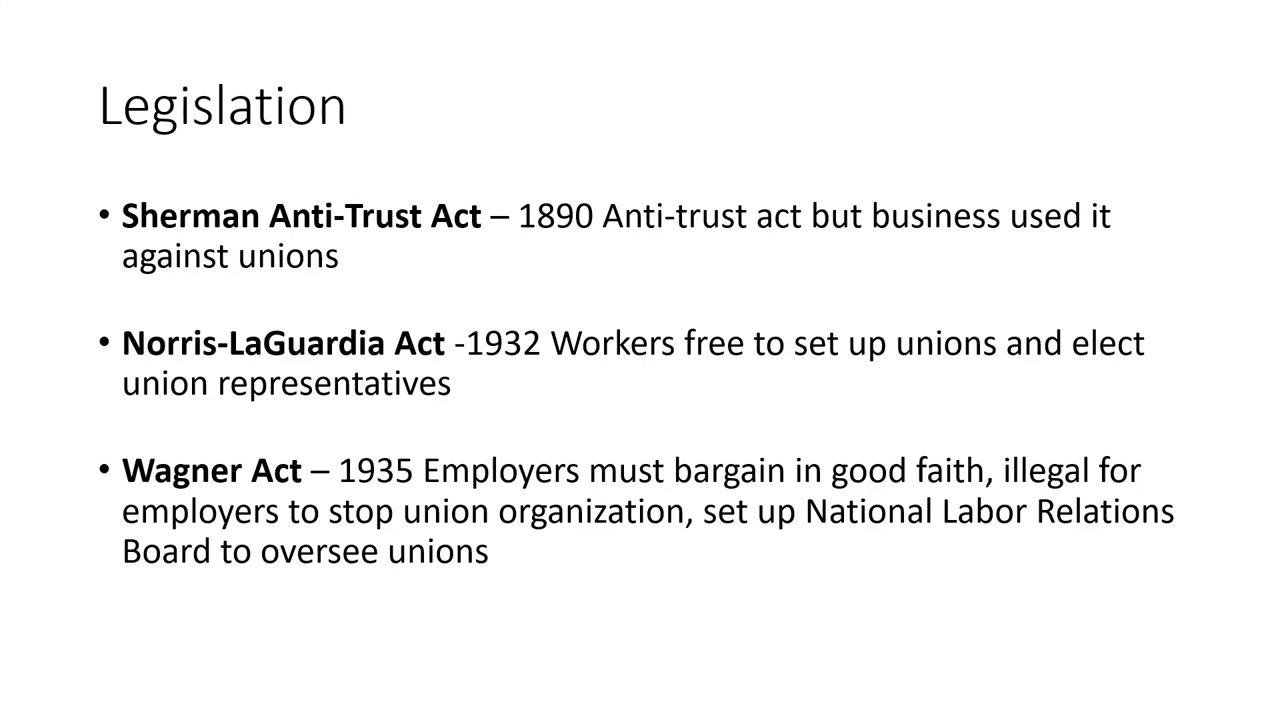 Legislation
• Sherman Anti-Trust Act – 1890 Anti-trust act but business used it
against unions
• Norris-LaGuardia Act -1932 Workers free to set up unions and elect
union representatives
• Wagner Act – 1935 Employers must bargain in good faith, illegal for
employers to stop union organization, set up National Labor Relations
Board to oversee unions